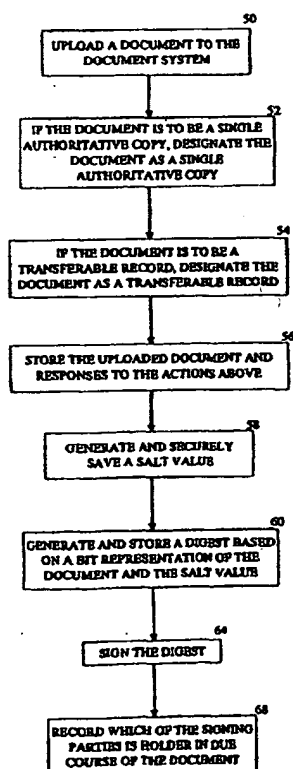 50
UPLOAD A DOCUMENT TO THE
DOCUMENT SYSTEM
52
IF THE DOCUMENT IS TO BE A SINGLE
AUTHORITATIVE COPY, DESIGNATE THE
DOCUMENT AS A SINGLE
AUTHORITATIVE COPY
54
IF THE DOCUMENT IS TO BE A
TRANSFERABLE RECORD, DESIGNATE THE
DOCUMENT AS A TRANSFERABLE RECORD
56
STORE THE UPLOADED DOCUMENT AND
RESPONSES TO THE ACTIONS ABOVE
58
GENERATE AND SECURELY
SAVE A SALT VALUE
60
GENERATE AND STORE A DIGEST BASED
ON A BIT REPRESENTATION OF THE
DOCUMENT AND THE SALT VALUE
64
SIGN THE DIGEST
68
RECORD WHICH OF THE SIGNING
PARTIES IS HOLDER IN DUE
COURSE OF THE DOCUMENT